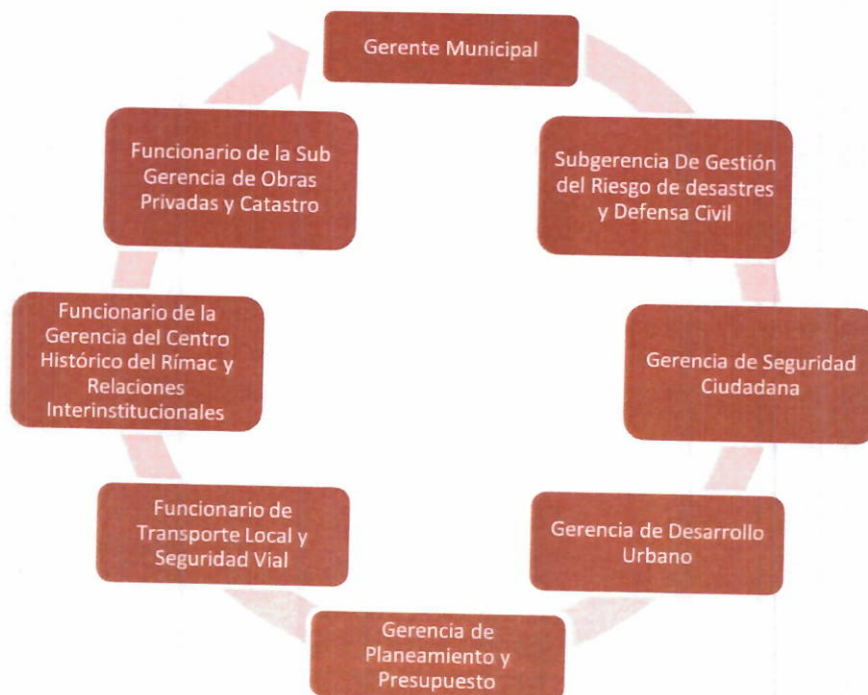 Gerente Municipal
Subgerencia De Gestión
del Riesgo de desastres
y Defensa Civil
Gerencia de Seguridad
Ciudadana
Gerencia de Desarrollo
Urbano
Gerencia de
Planeamiento y
Presupuesto
Funcionario de
Transporte Local y
Seguridad Vial
Funcionario de la
Gerencia del Centro
Histórico del Rímac y
Relaciones
Interinstitucionales
Funcionario de la Sub
Gerencia de Obras
Privadas y Catastro